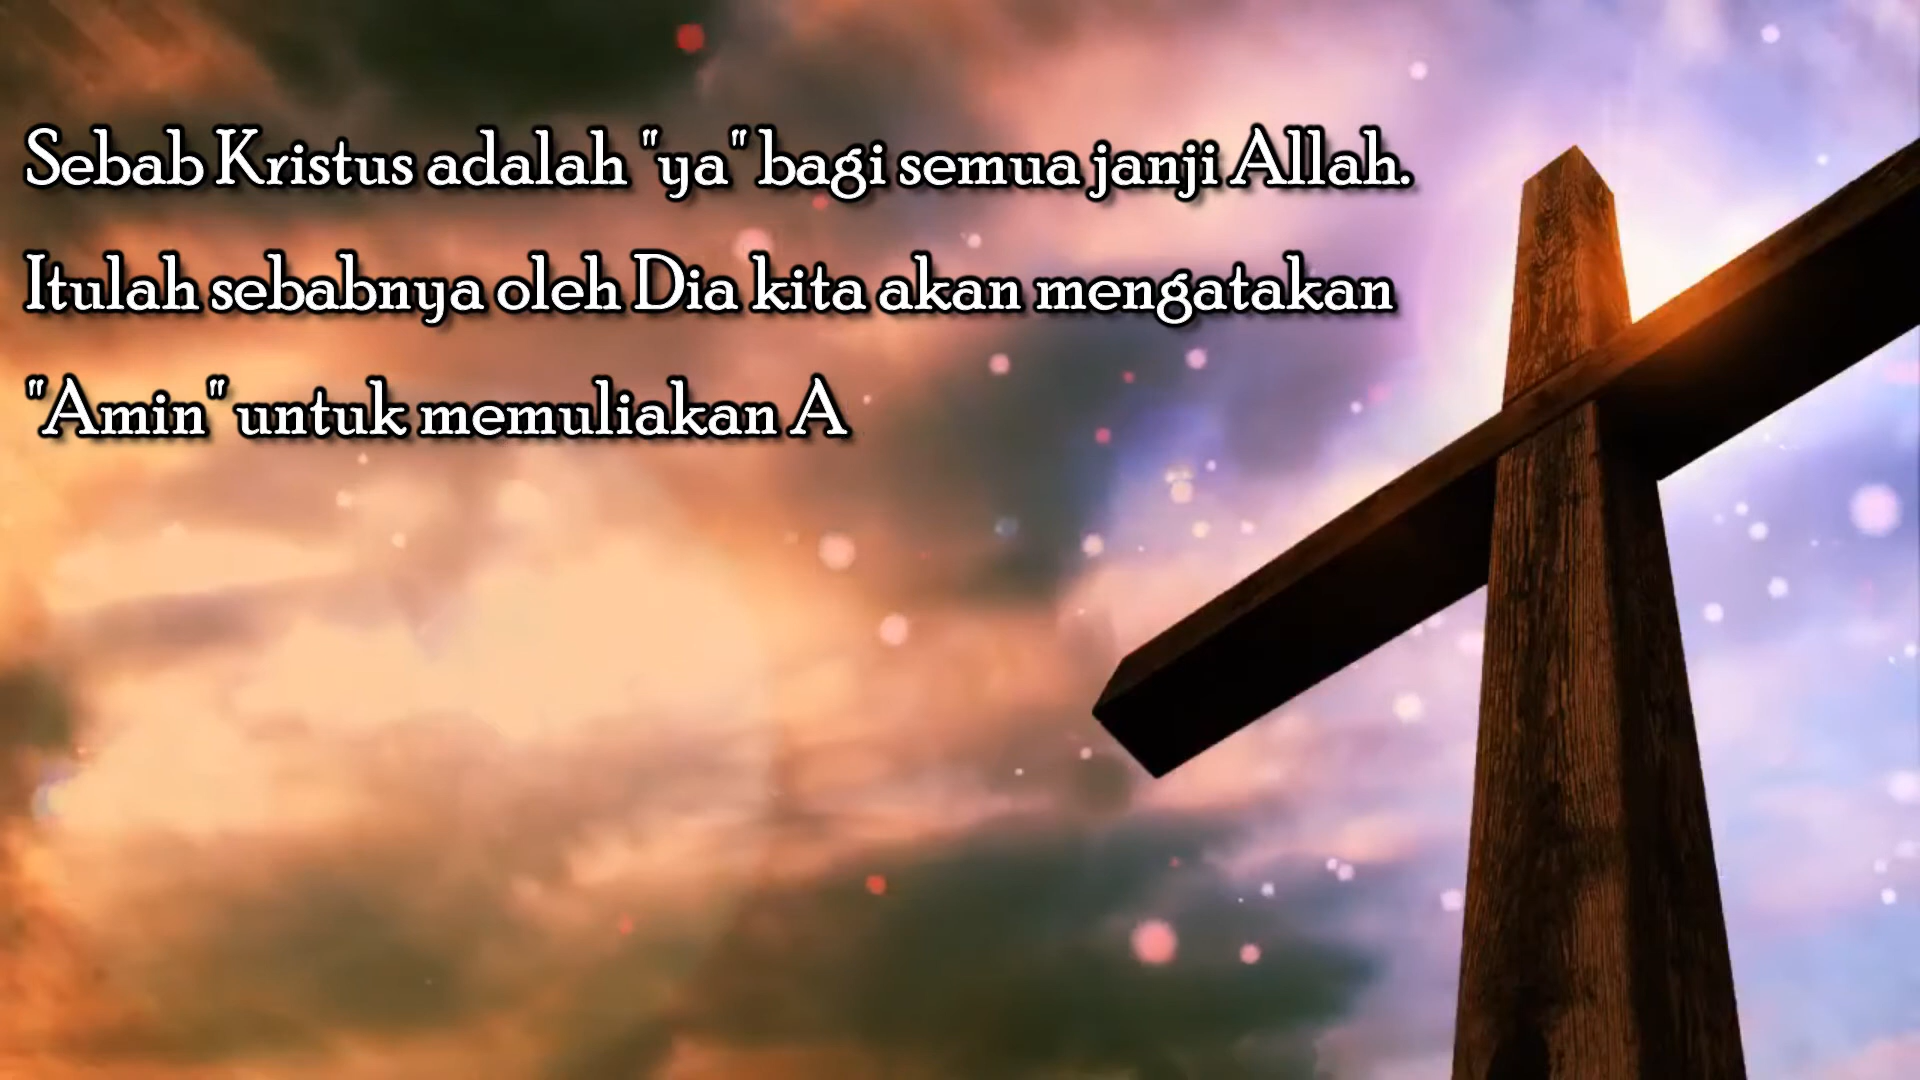 Sebab Kristus adalah "ya" bagi semua janji Allah.
Itulah sebabnya oleh Dia kita akan mengatakan
"Amin" untuk memuliakan A